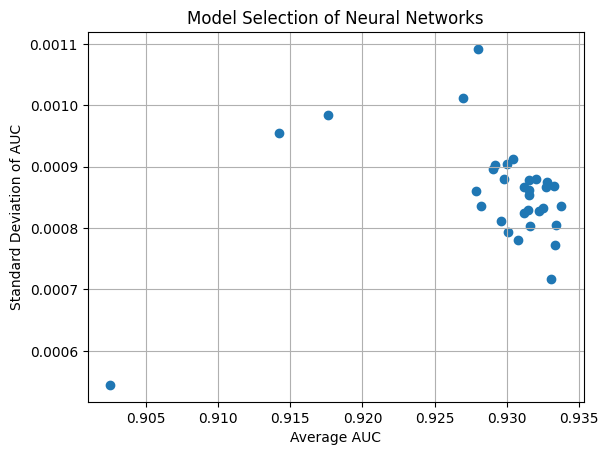 Model Selection of Neural Networks
Standard Deviation of AUC
0.0011
0.0010
0.0009
0.0008
0.0007
0.0006
0.905 0.910 0.915 0.920 0.925 0.930 0.935
Average AUC